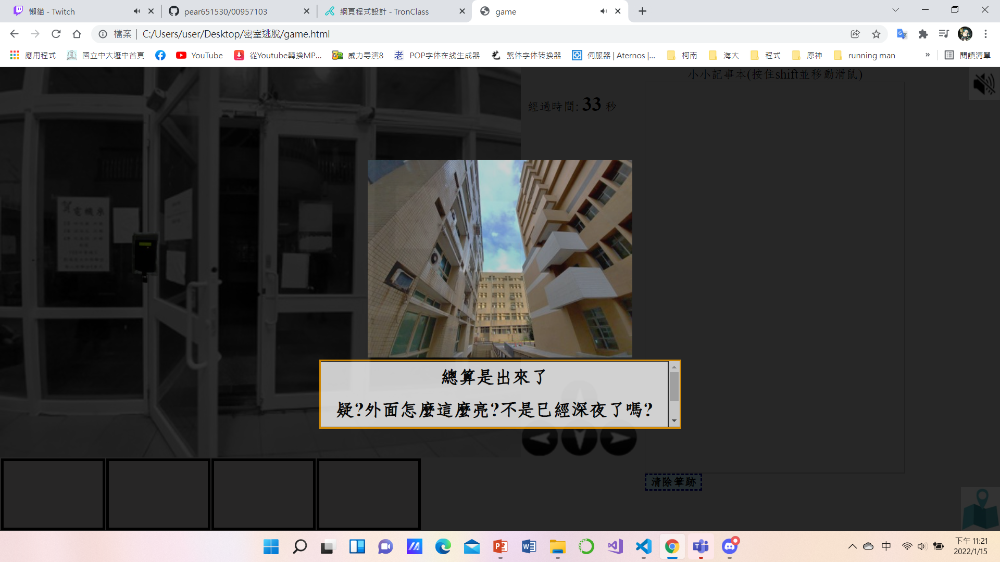 懶貓 - Twitch
pear651530/00957103
網頁程式設計 - TronClass
game
檔案
C:/Users/user/Desktop/密室逃脫/game.html
應用程式
國立中大壢中首頁
YouTube
從Youtube轉換MP...
威力导演8
POP字体在线生成器
繁体字体转换器
伺服器 | Aternos |...
柯南
海大
程式
原神
running man
»
閱讀清單
小小記事本(按住shift並移動滑鼠)
經過時間: 33 秒
總算是出來了
疑?外面怎麼這麼亮?不是已經深夜了嗎?
清除筆跡
中
下午 11:21
2022/1/15